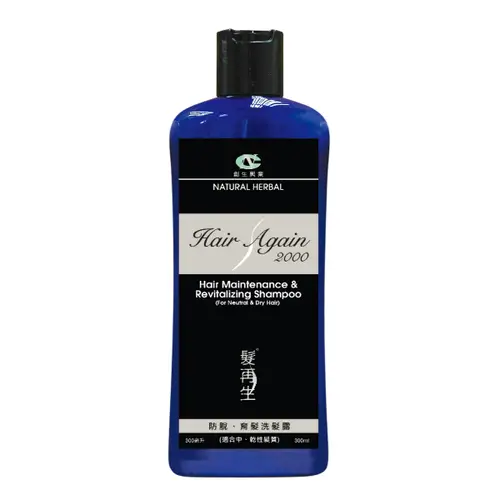 創生興業
NATURAL HERBAL
Hair Again
2000
Hair Maintenance &
Revitalizing Shampoo
(For Neutral & Dry Hair)
髮再生
防脫·育髮洗髮露
300毫升 (適合中·乾性髮質) 300ml